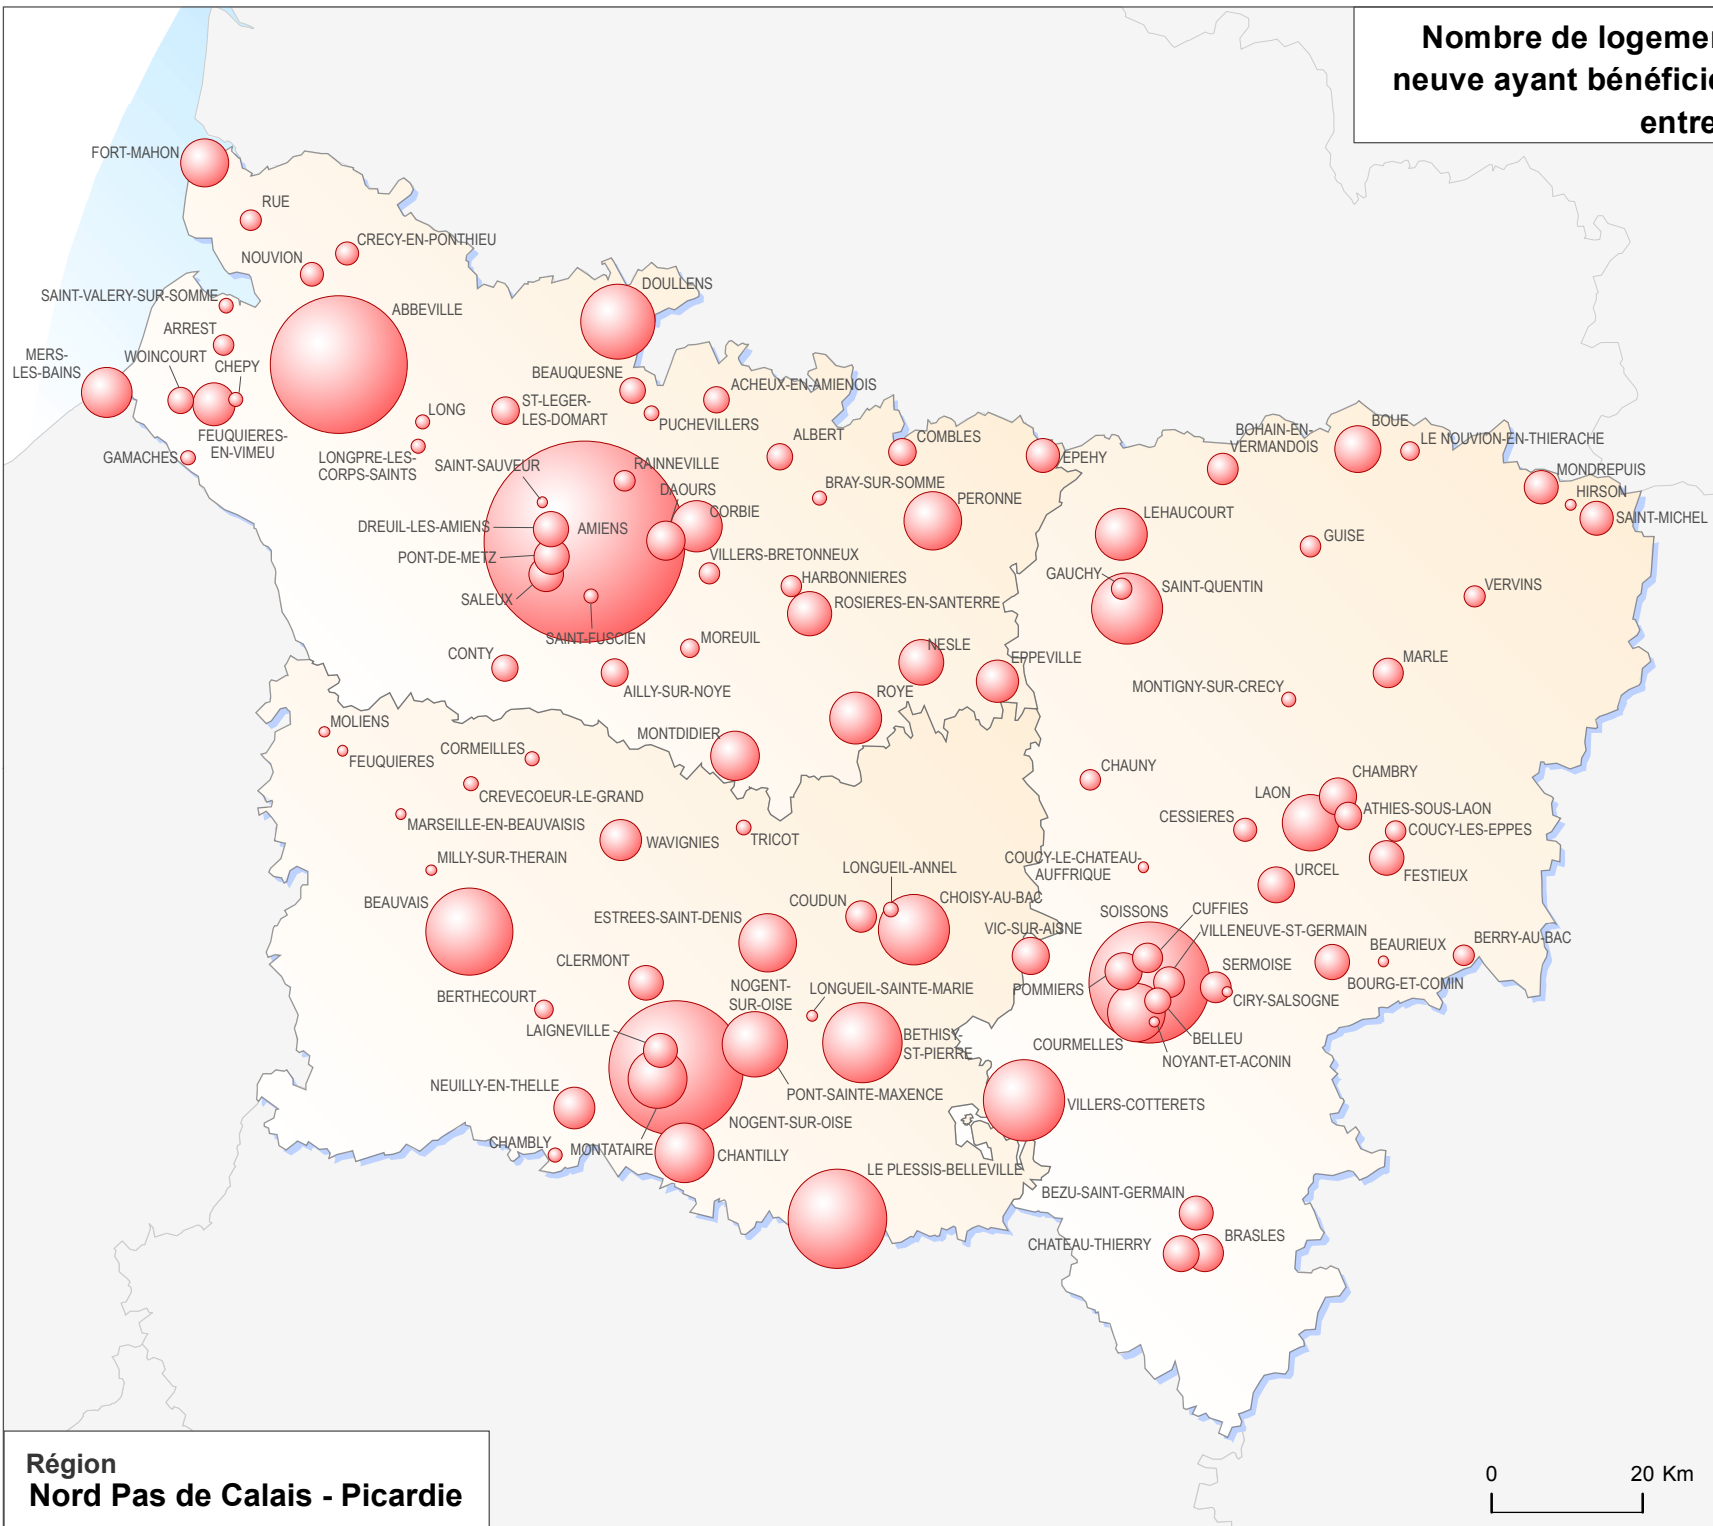 Nombre de logemen
neuve ayant bénéficié
entre
FORT-MAHON
RUE
CRECY-EN-PONTHIEU
NOUVION
SAINT-VALERY-SUR-SOMME
ABBEVILLE
DOULLENS
ARREST
MERS-
LES-BAINS
WOINCOURT
CHEPY
FEUQUIERES-
EN-VIMEU
GAMACHES
LONG
LONGPRE-LES-
CORPS-SAINTS
ST-LEGER-
LES-DOMART
BEAUQUESNE
PUCHEVILLERS
ACHEUX-EN-AMIENOIS
ALBERT
COMBLES
EPEHY
BRAY-SUR-SOMME
PERONNE
SAINT-SAUVEUR
RAINNEVILLE
DAOURS
CORBIE
DREUIL-LES-AMIENS
AMIENS
PONT-DE-METZ
SALEUX
VILLERS-BRETONNEUX
HARBONNIERES
ROSIERES-EN-SANTERRE
SAINT-FUSCIEN
MOREUIL
CONTY
AILLY-SUR-NOYE
NESLE
EPPEVILLE
ROYE
MONTDIDIER
BOHAIN-EN-
VERMANDOIS
BOUE
LE NOUVION-EN-THIERACHE
MONDREPUIS
HIRSON
SAINT-MICHEL
LEHAUCOURT
GUISE
GAUCHY
SAINT-QUENTIN
VERVINS
MARLE
MONTIGNY-SUR-CRECY
CHAUNY
CHAMBRY
LAON
ATHIES-SOUS-LAON
CESSIERES
COUCY-LES-EPPES
FESTIEUX
COUCY-LE-CHATEAU-
AUFFRIQUE
URCEL
MOLIENS
FEUQUIERES
CORMEILLES
CREVECOEUR-LE-GRAND
MARSEILLE-EN-BEAUVAISIS
WAVIGNIES
TRICOT
MILLY-SUR-THERAIN
BEAUVAIS
LONGUEIL-ANNEL
COUDUN
CHOISY-AU-BAC
ESTREES-SAINT-DENIS
VIC-SUR-AISNE
SOISSONS
CUFFIES
VILLENEUVE-ST-GERMAIN
SERMOISE
POMMIERS
CIRY-SALSOGNE
BEAURIEUX
BERRY-AU-BAC
BOURG-ET-COMIN
BELLEU
COURMELLES
NOYANT-ET-ACONIN
CLERMONT
BERTHECOURT
NOGENT-
SUR-OISE
LONGUEIL-SAINTE-MARIE
LAIGNEVILLE
BETHISY-
ST-PIERRE
NEUILLY-EN-THELLE
PONT-SAINTE-MAXENCE
NOGENT-SUR-OISE
VILLERS-COTTERETS
CHAMBLY
MONTATAIRE
CHANTILLY
LE PLESSIS-BELLEVILLE
BEZU-SAINT-GERMAIN
CHATEAU-THIERRY
BRASLES
Région
Nord Pas de Calais - Picardie
0 20 Km